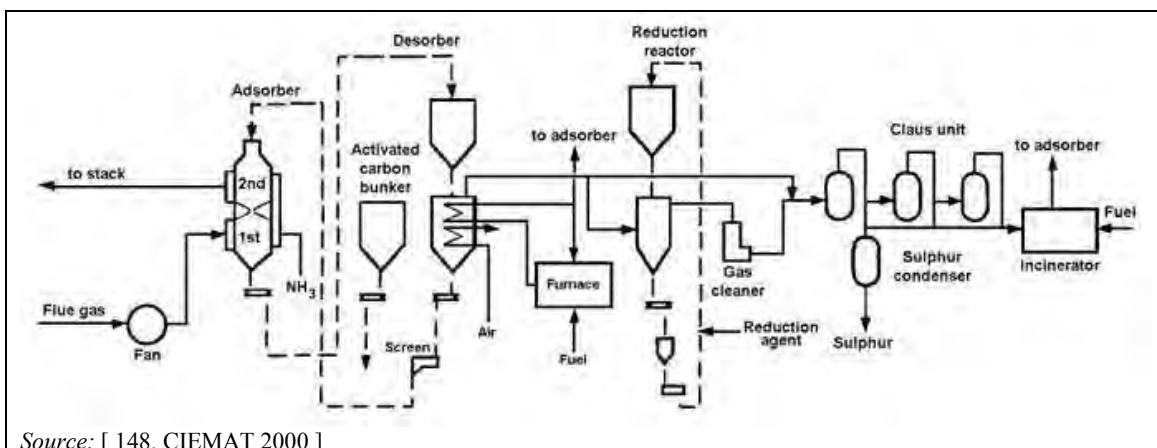 Desorber
Reduction
reactor
Adsorber
Activated
carbon
bunker
to adsorber
Claus unit
to adsorber
to stack
2nd
1st
NH3
Flue gas
Fan
Screen
Air
Furnace
Fuel
Gas
cleaner
Reduction
agent
Sulphur
condenser
Sulphur
Incinerator
Fuel
Source: [ 148, CIEMAT 2000 ]